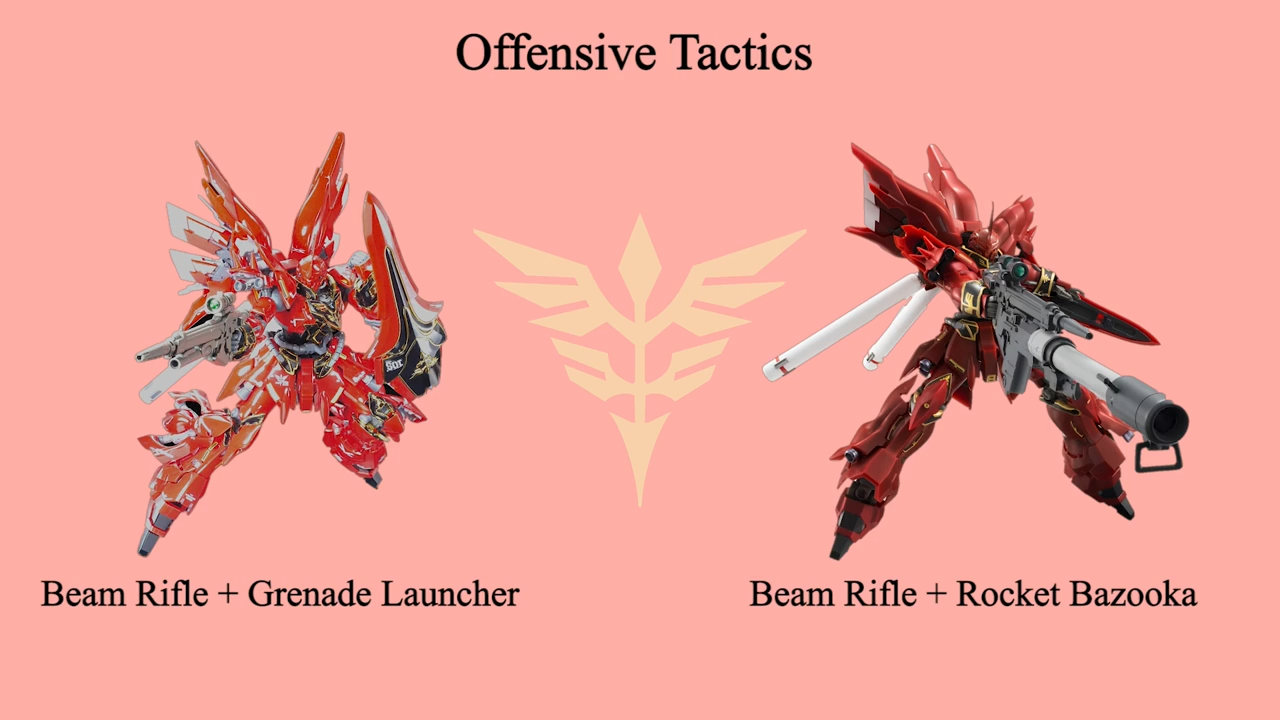 Offensive Tactics
Beam Rifle + Grenade Launcher
Beam Rifle + Rocket Bazooka